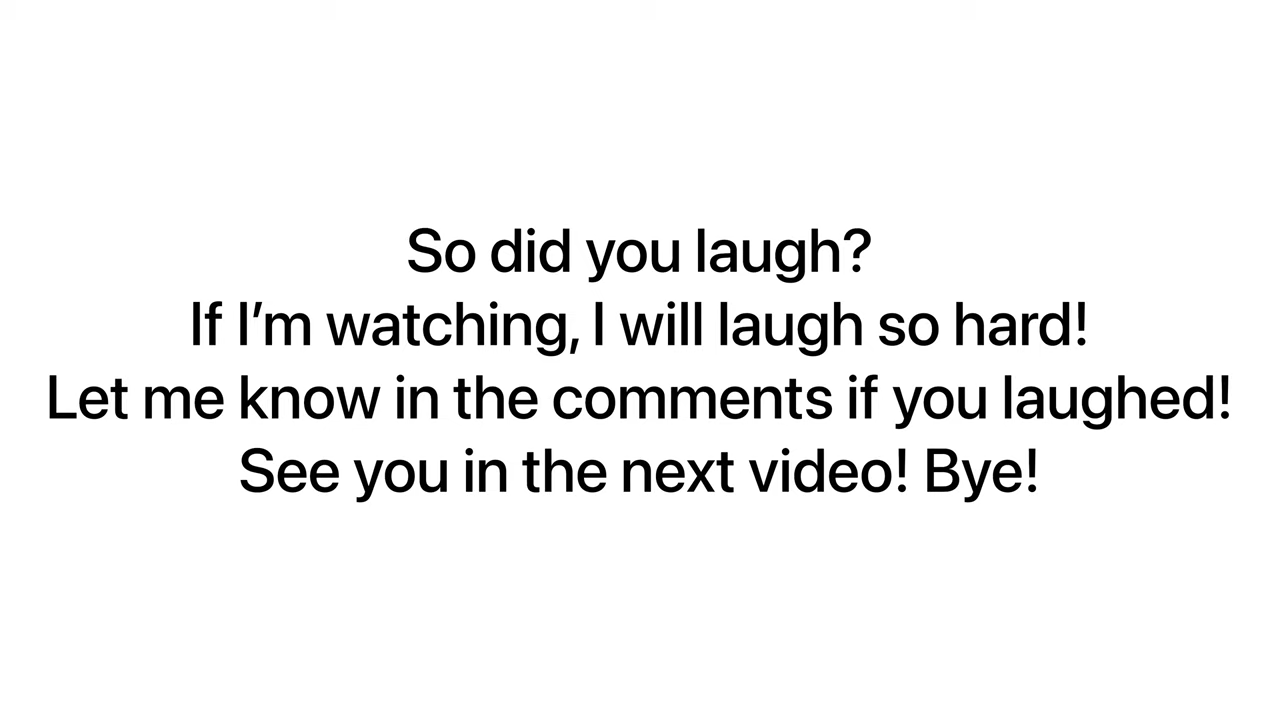 So did you laugh?
If I’m watching, I will laugh so hard!
Let me know in the comments if you laughed!
See you in the next video! Bye!